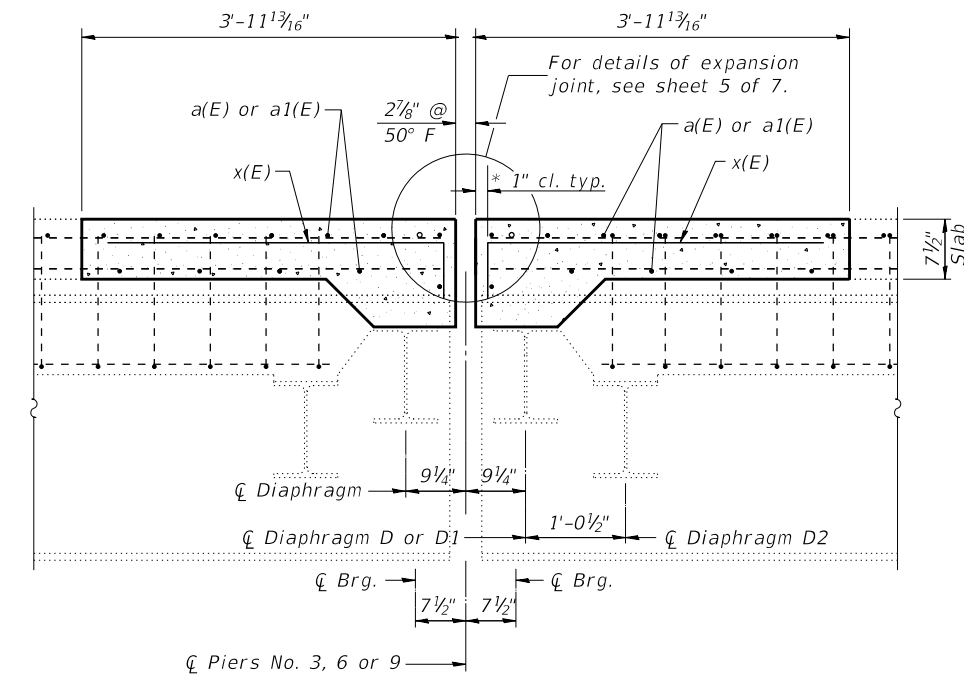 3'-11 13/16"
3'-11 13/16"
For details of expansion
joint, see sheet 5 of 7.
a(E) or a1(E)
2 7/8" @
50° F
a(E) or a1(E)
x(E)
x(E)
* 1" cl. typ.
7 1/2"
Slab
9 1/4"
9 1/4"
℄ Diaphragm
1'-0 1/2"
℄ Diaphragm D or D1
℄ Diaphragm D2
℄ Brg.
℄ Brg.
7 1/2"
7 1/2"
℄ Piers No. 3, 6 or 9